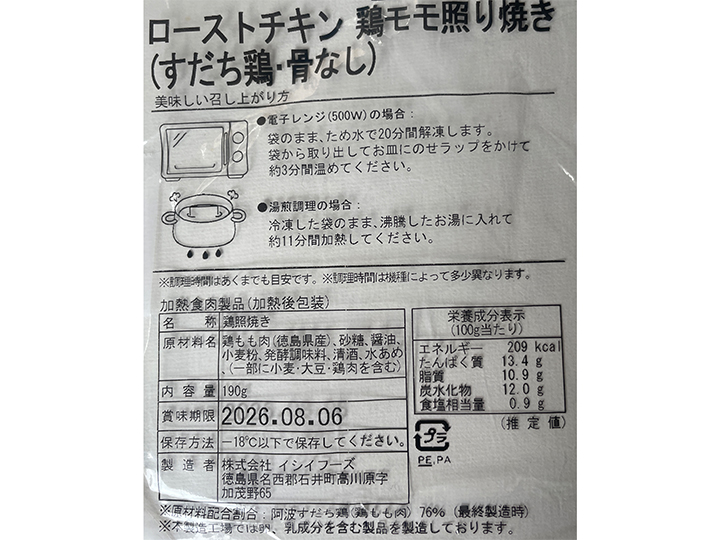 ローストチキン 鶏モモ照り焼き
(すだち鶏・骨なし)
美味しい召し上がり方
●電子レンジ(500W)の場合:
袋のまま、ため水で20分間解凍します。
袋から取り出してお皿にのせラップをかけて
約3分間温めてください。
●湯煎調理の場合:
冷凍した袋のまま、沸騰したお湯に入れて
約11分間加熱してください。
※調理時間はあくまでも目安です。※調理時間は機種によって多少異なります。
加熱食肉製品(加熱後包装)
名 称 鶏照焼き
原材料名 鶏もも肉(徳島県産)、砂糖、醤油、
小麦粉、発酵調味料、清酒、水あめ、
(一部に小麦・大豆・鶏肉を含む)
内 容 量 190g
賞味期限 2026.08.06
保存方法 -18℃以下で保存してください。
製 造 者 株式会社 イシイフーズ
徳島県名西郡石井町高川原字
加茂野65
栄養成分表示
(100g当たり)
エネルギー 209 kcal
たんぱく質 13.4 g
脂質 10.9 g
炭水化物 12.0 g
食塩相当量 0.9 g
(推定値)
プラ
PE,PA
※原材料配合割合:阿波すだち鶏(鶏もも肉) 76% (最終製造時)
※本製造工場では卵、乳成分を含む製品を製造しております。